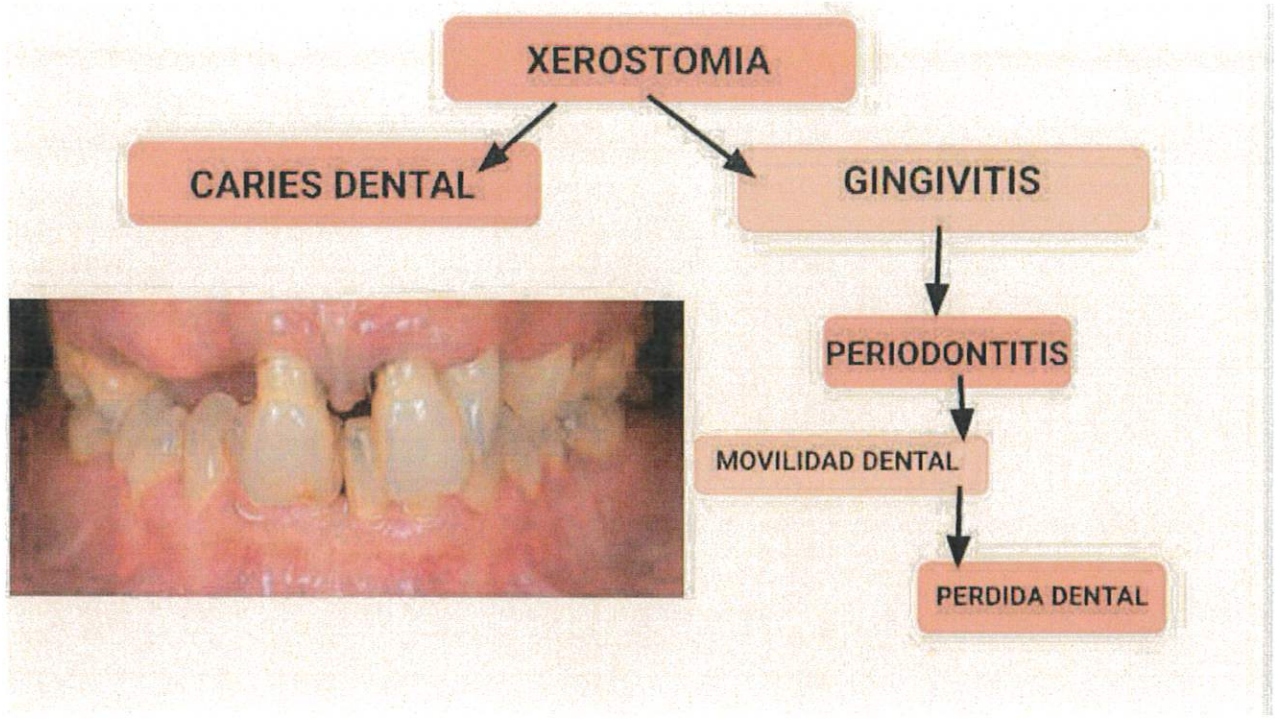 XEROSTOMIA
CARIES DENTAL
GINGIVITIS
PERIODONTITIS
MOVILIDAD DENTAL
PERDIDA DENTAL